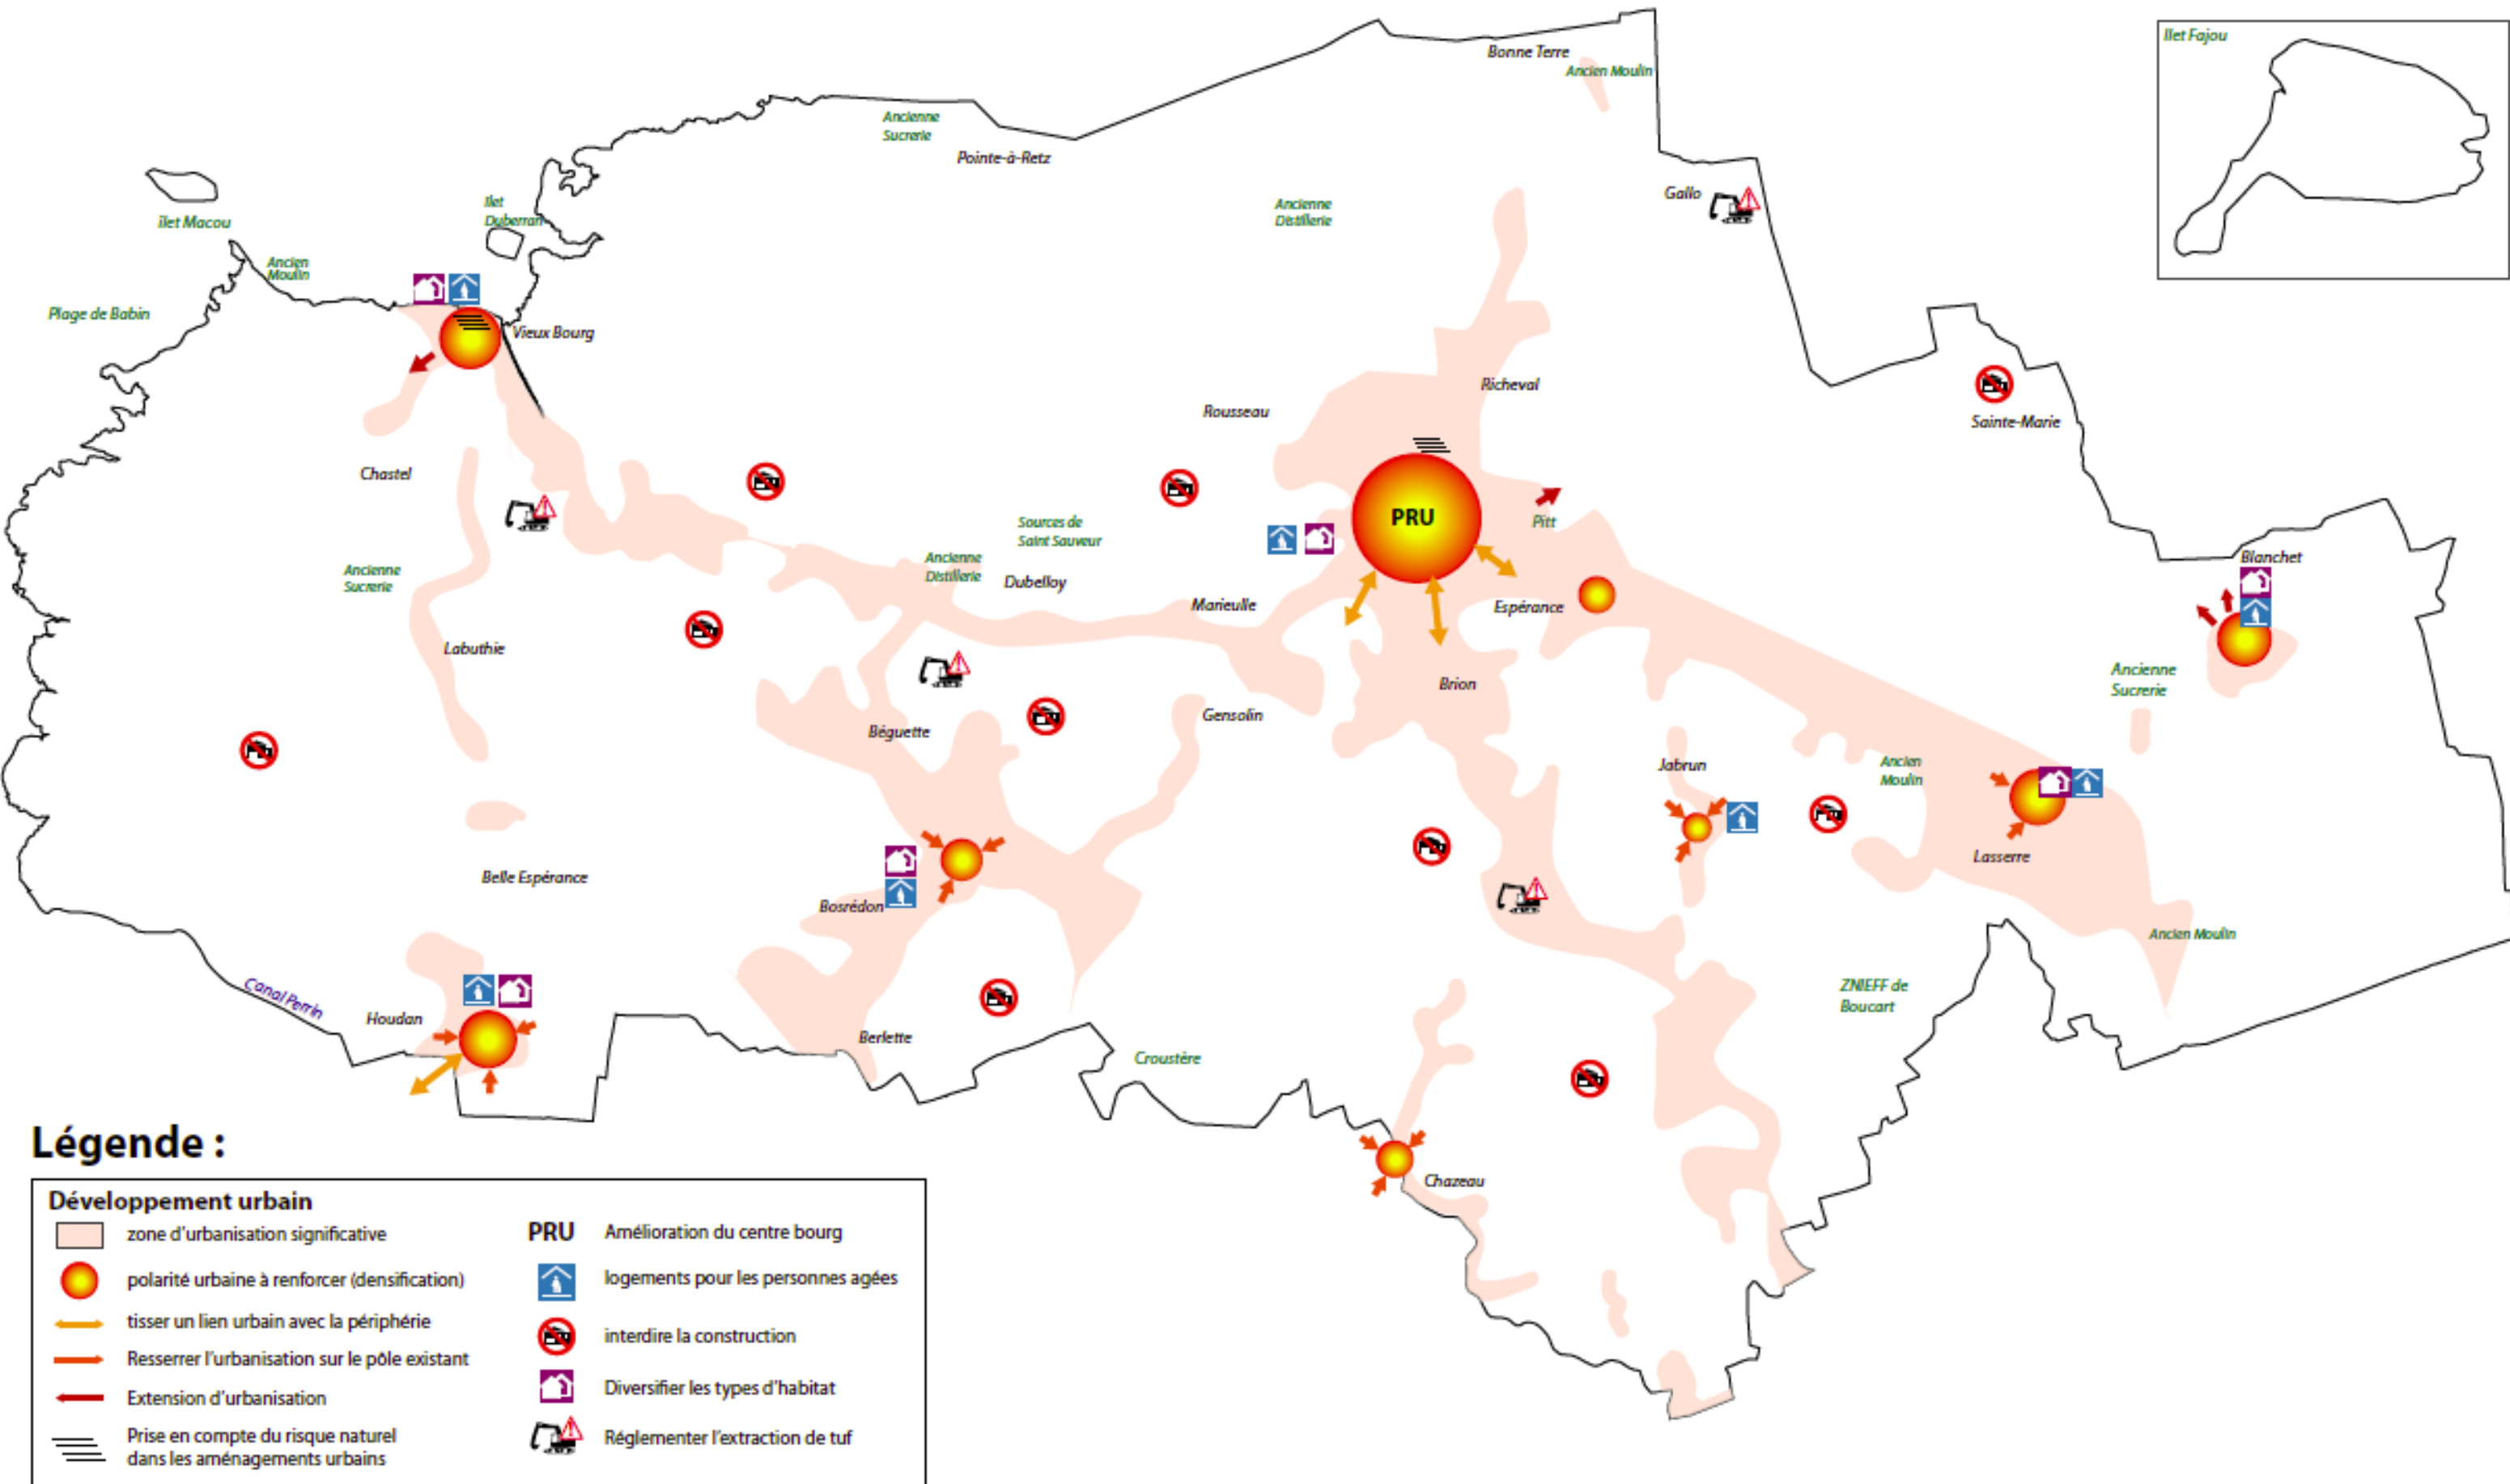 Bonne Terre
Ancien Moulin
Ilet Fajou
Ancienne
Sucrerie
Pointe-à-Retz
Gallo
Ilet
Duberran
îlet Macou
Ancienne
Distillerie
Ancien
Moulin
Plage de Babin
Vieux Bourg
Richeval
Rousseau
Sainte-Marie
Chastel
PRU
Pitt
Sources de
Saint Sauveur
Ancienne
Distillerie
Dubelloy
Blanchet
Ancienne
Sucrerie
Marieulle
Espérance
Labuthie
Ancienne
Sucrerie
Brion
Gensolin
Béguette
Jabrun
Ancien
Moulin
Lasserre
Belle Espérance
Bosrédon
Ancien Moulin
Canal Perrin
ZNIEFF de
Boucart
Houdan
Berlette
Croustère
Chazeau
Légende :
Développement urbain
zone d'urbanisation significative
polarité urbaine à renforcer (densification)
tisser un lien urbain avec la périphérie
Resserrer l'urbanisation sur le pôle existant
Extension d'urbanisation
Prise en compte du risque naturel
dans les aménagements urbains
PRU Amélioration du centre bourg
logements pour les personnes agées
interdire la construction
Diversifier les types d'habitat
Réglementer l'extraction de tuf